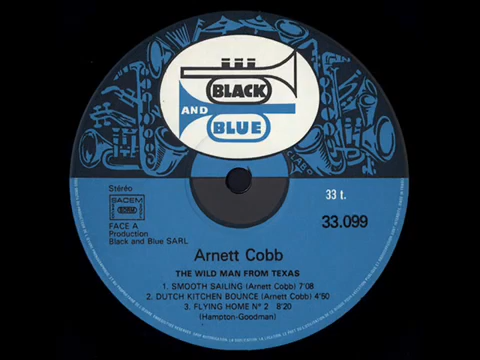 BLACK
AND
BLUE
Stéréo
SACEM
33 t.
FACE A
Production
Black and Blue SARL
33.099
Arnett Cobb
THE WILD MAN FROM TEXAS
1. SMOOTH SAILING (Arnett Cobb) 7'08
2. DUTCH KITCHEN BOUNCE (Arnett Cobb) 4'50
3. FLYING HOME N° 2 8'20
(Hampton-Goodman)